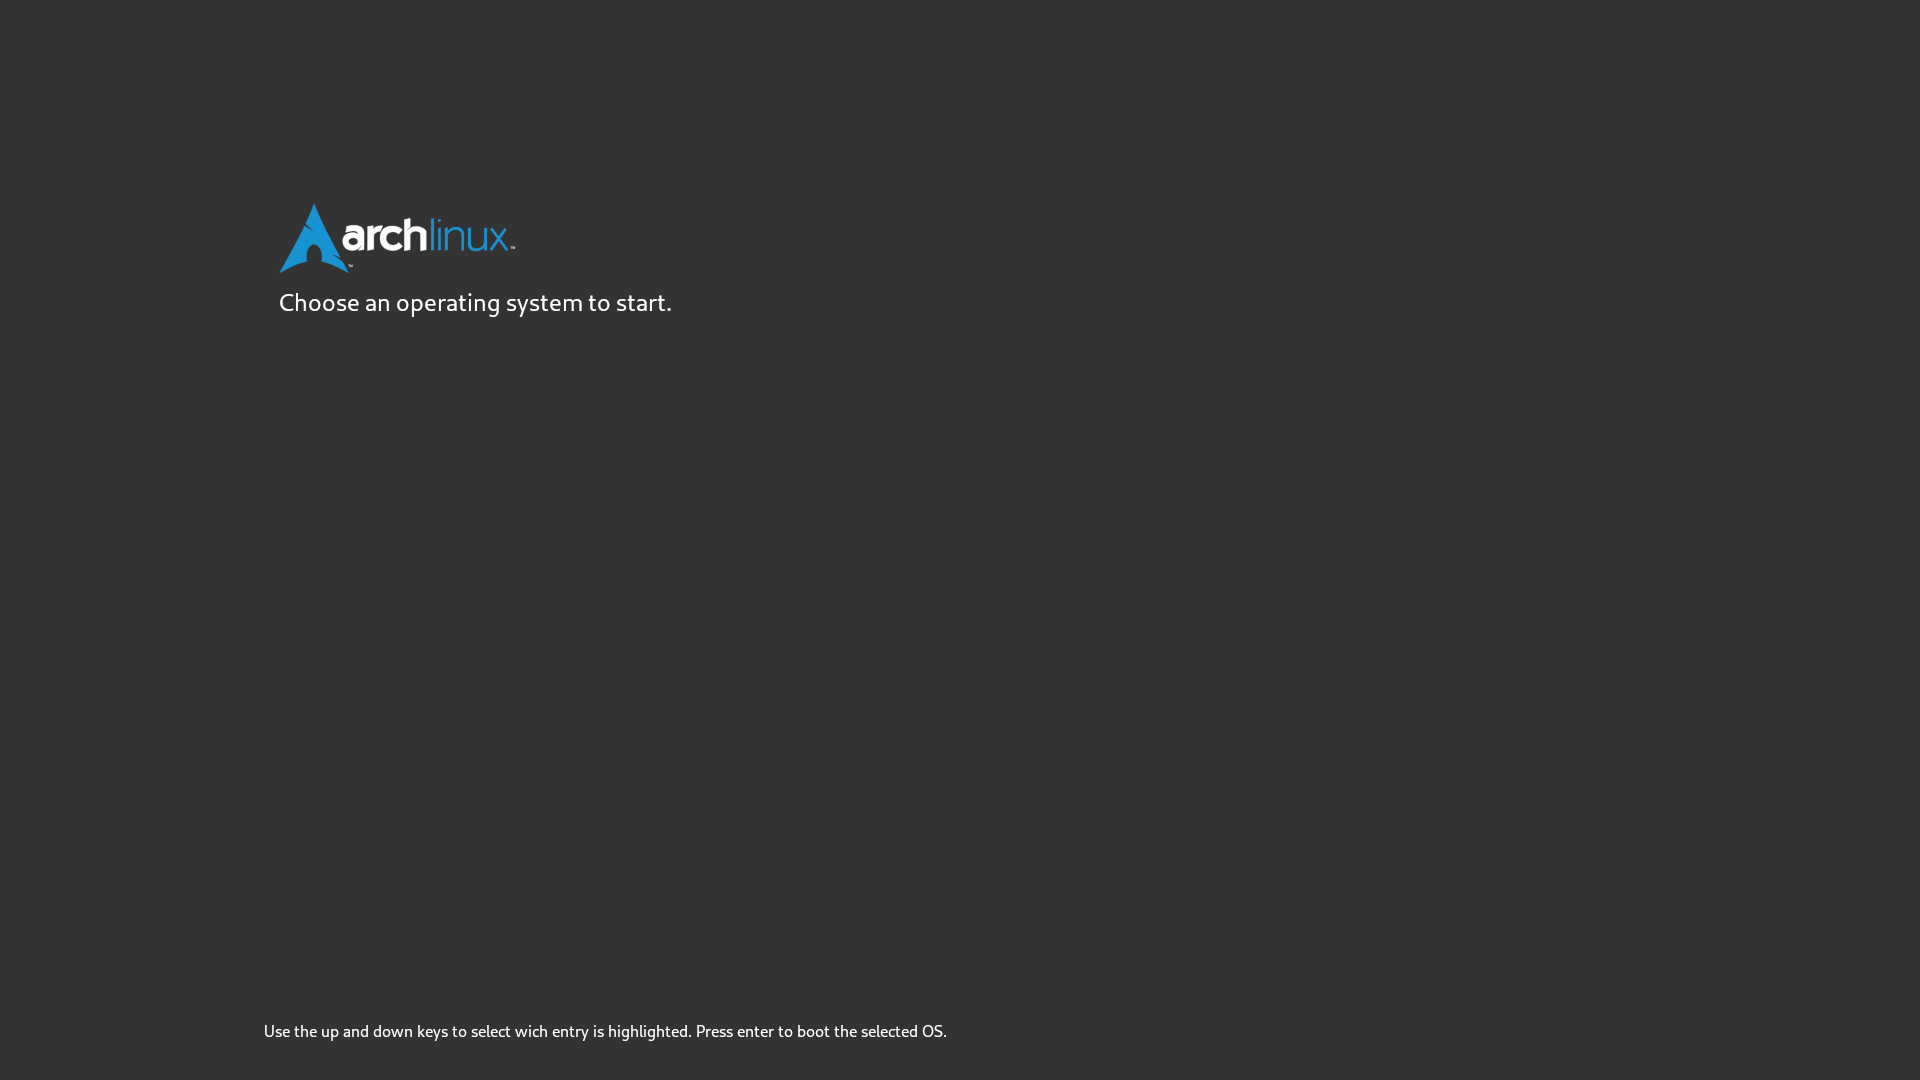 archlinux™
™
Choose an operating system to start.
Use the up and down keys to select wich entry is highlighted. Press enter to boot the selected OS.